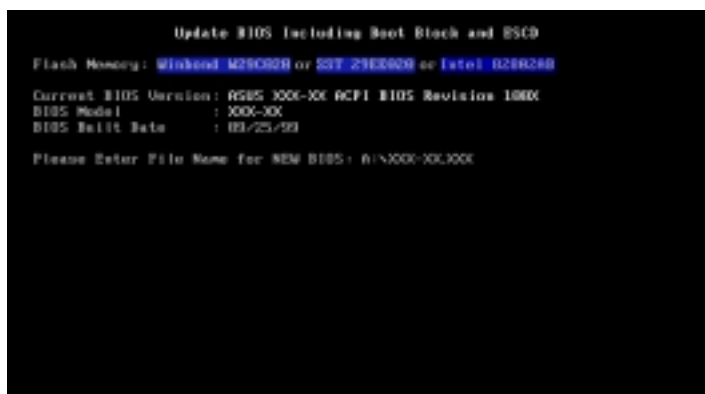 Update BIOS Including Boot Block and ESCD
Flash Memory: Winbond W29C020 or SST 29EE020 or Intel 82802AB
Current BIOS Version: ASUS XXX-XX ACPI BIOS Revision 100X
BIOS Model : XXX-XX
BIOS Built Date : 09/25/99
Please Enter File Name for NEW BIOS: A:\XXX-XX.XXX